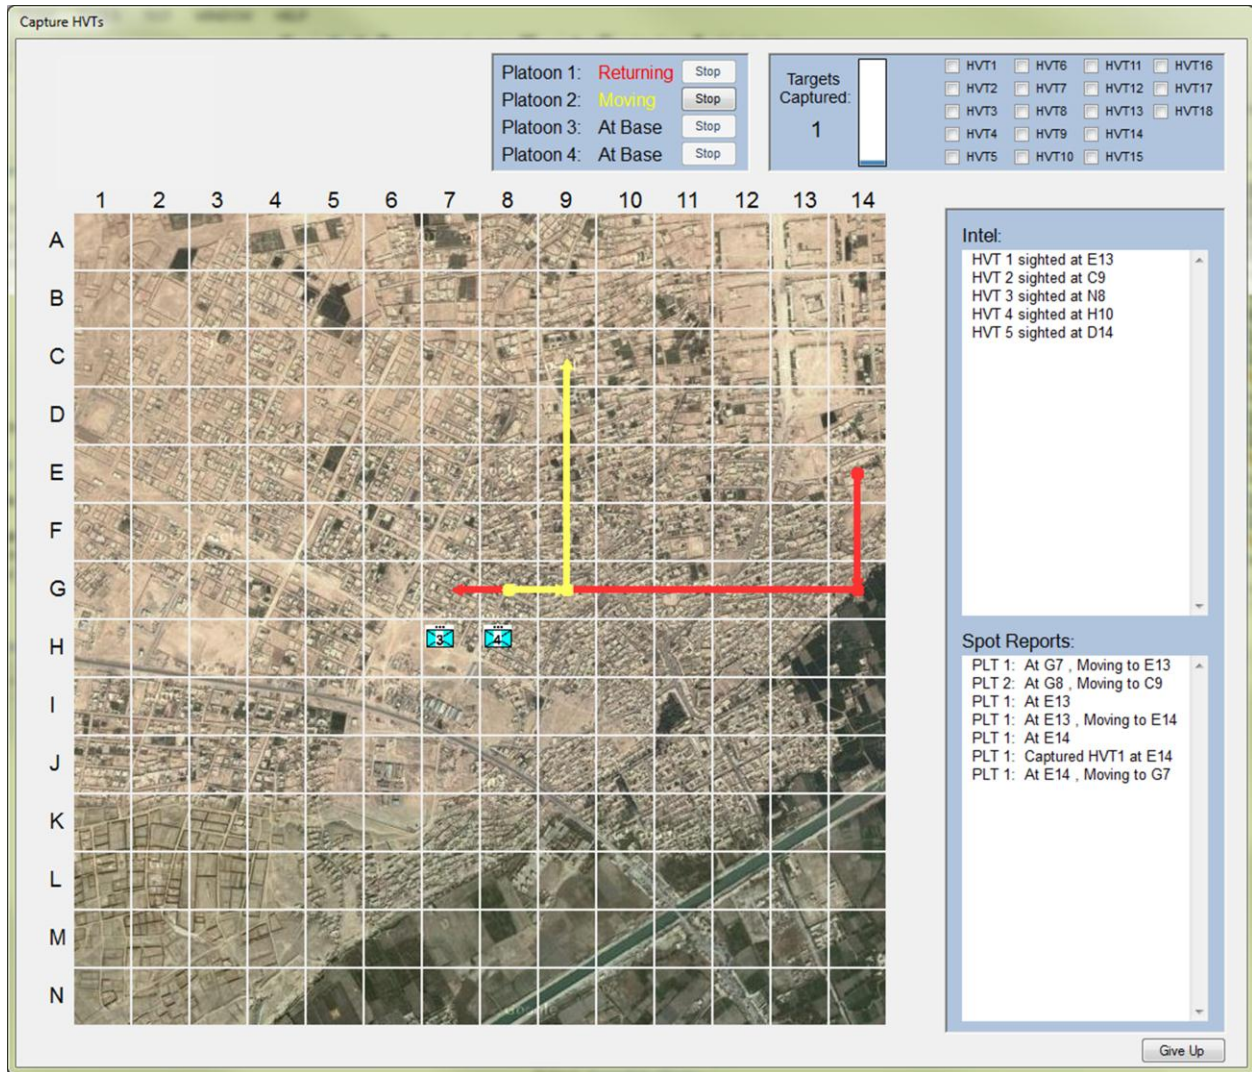 Capture HVTs
Platoon 1: Returning Stop
Platoon 2: Moving Stop
Platoon 3: At Base Stop
Platoon 4: At Base Stop
Targets
Captured:
1
HVT1 HVT6 HVT11 HVT16
HVT2 HVT7 HVT12 HVT17
HVT3 HVT8 HVT13 HVT18
HVT4 HVT9 HVT14
HVT5 HVT10 HVT15
1 2 3 4 5 6 7 8 9 10 11 12 13 14
A
B
C
D
E
F
G
H
I
J
K
L
M
N
3 4
Intel:
HVT 1 sighted at E13
HVT 2 sighted at C9
HVT 3 sighted at N8
HVT 4 sighted at H10
HVT 5 sighted at D14
Spot Reports:
PLT 1: At G7 , Moving to E13
PLT 2: At G8 , Moving to C9
PLT 1: At E13
PLT 1: At E13 , Moving to E14
PLT 1: At E14
PLT 1: Captured HVT1 at E14
PLT 1: At E14 , Moving to G7
Give Up